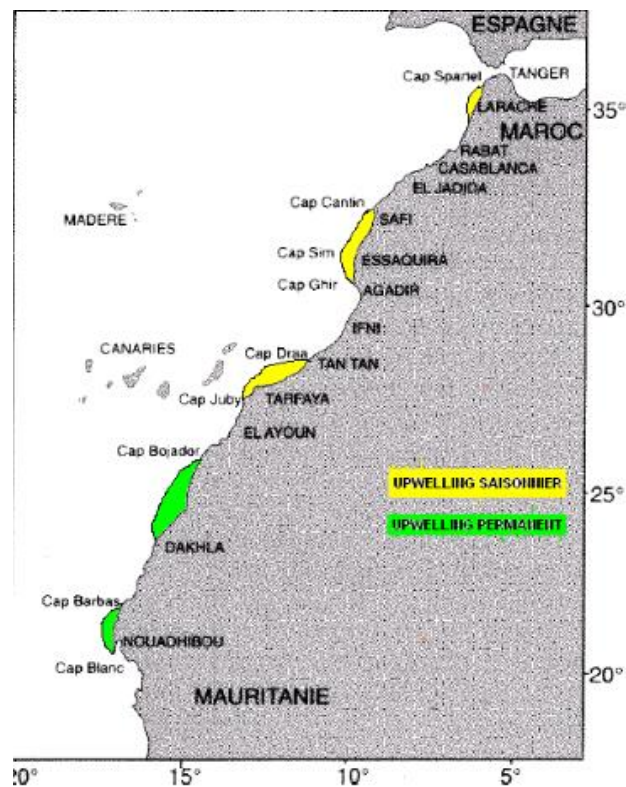 ESPAGNE
Cap Spartel
TANGER
LARACHE
35°
MAROC
RABAT
CASABLANCA
EL JADIDA
Cap Cantin
MADERE
SAFI
Cap Sim
ESSAOUIRA
Cap Ghir
AGADIR
30°
IFNI
CANARIES
Cap Draa
TAN TAN
Cap Juby
TARFAYA
EL AYOUN
Cap Bojador
UPWELLING SAISONNIER
25°
UPWELLING PERMANENT
DAKHLA
Cap Barbas
NOUADHIBOU
Cap Blanc
20°
MAURITANIE
20°
15°
10°
5°